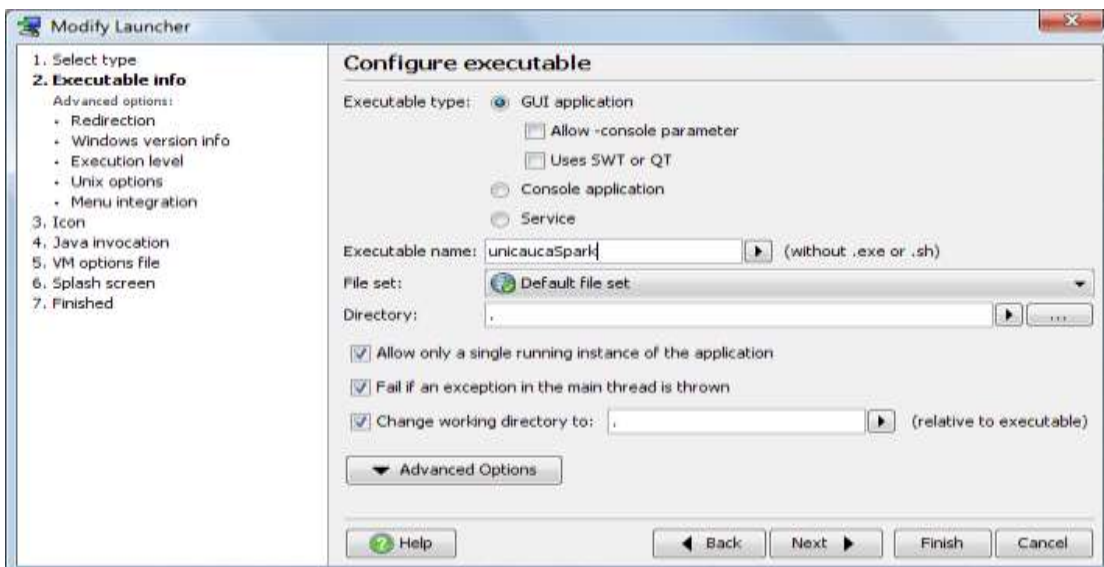 Modify Launcher
1. Select type
2. Executable info
Advanced options:
• Redirection
• Windows version info
• Execution level
• Unix options
• Menu integration
3. Icon
4. Java invocation
5. VM options file
6. Splash screen
7. Finished
Configure executable
Executable type: GUI application
Allow -console parameter
Uses SWT or QT
Console application
Service
Executable name: unicaucaSpark (without .exe or .sh)
File set: Default file set
Directory: . ...
Allow only a single running instance of the application
Fail if an exception in the main thread is thrown
Change working directory to: . (relative to executable)
Advanced Options
Help Back Next Finish Cancel